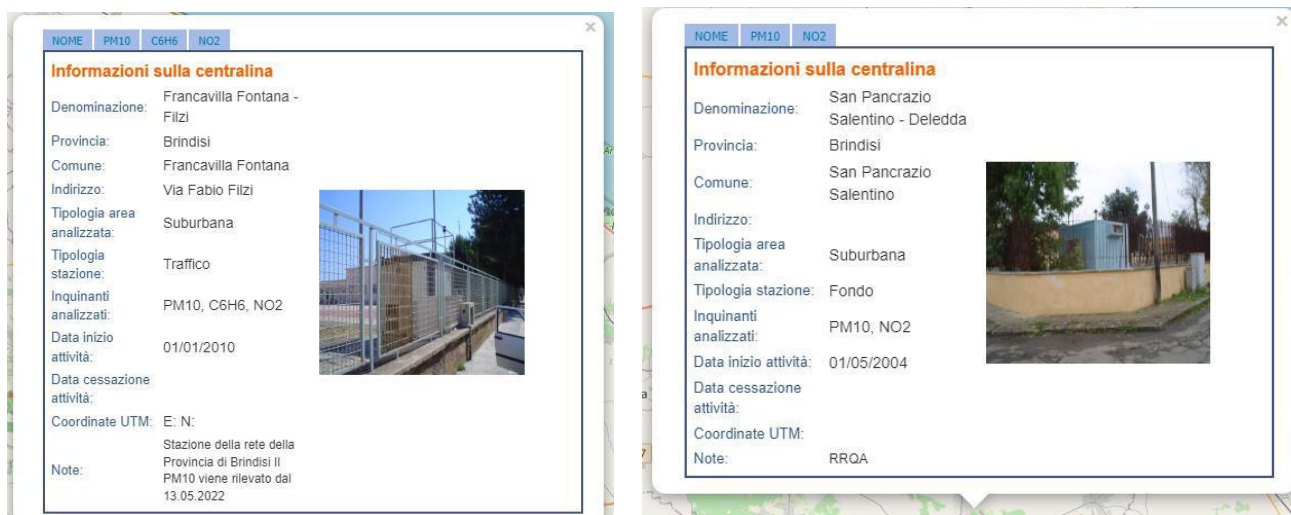 NOME PM10 C6H6 NO2
×
Informazioni sulla centralina
Denominazione: Francavilla Fontana -
Filzi
Provincia: Brindisi
Comune: Francavilla Fontana
Indirizzo: Via Fabio Filzi
Tipologia area
analizzata: Suburbana
Tipologia
stazione: Traffico
Inquinanti
analizzati: PM10, C6H6, NO2
Data inizio
attività: 01/01/2010
Data cessazione
attività:
Coordinate UTM: E: N:
Note: Stazione della rete della
Provincia di Brindisi Il
PM10 viene rilevato dal
13.05.2022
NOME PM10 NO2
×
Informazioni sulla centralina
Denominazione: San Pancrazio
Salentino - Deledda
Provincia: Brindisi
Comune: San Pancrazio
Salentino
Indirizzo:
Tipologia area
analizzata: Suburbana
Tipologia stazione: Fondo
Inquinanti
analizzati: PM10, NO2
Data inizio attività: 01/05/2004
Data cessazione
attività:
Coordinate UTM:
Note: RRQA